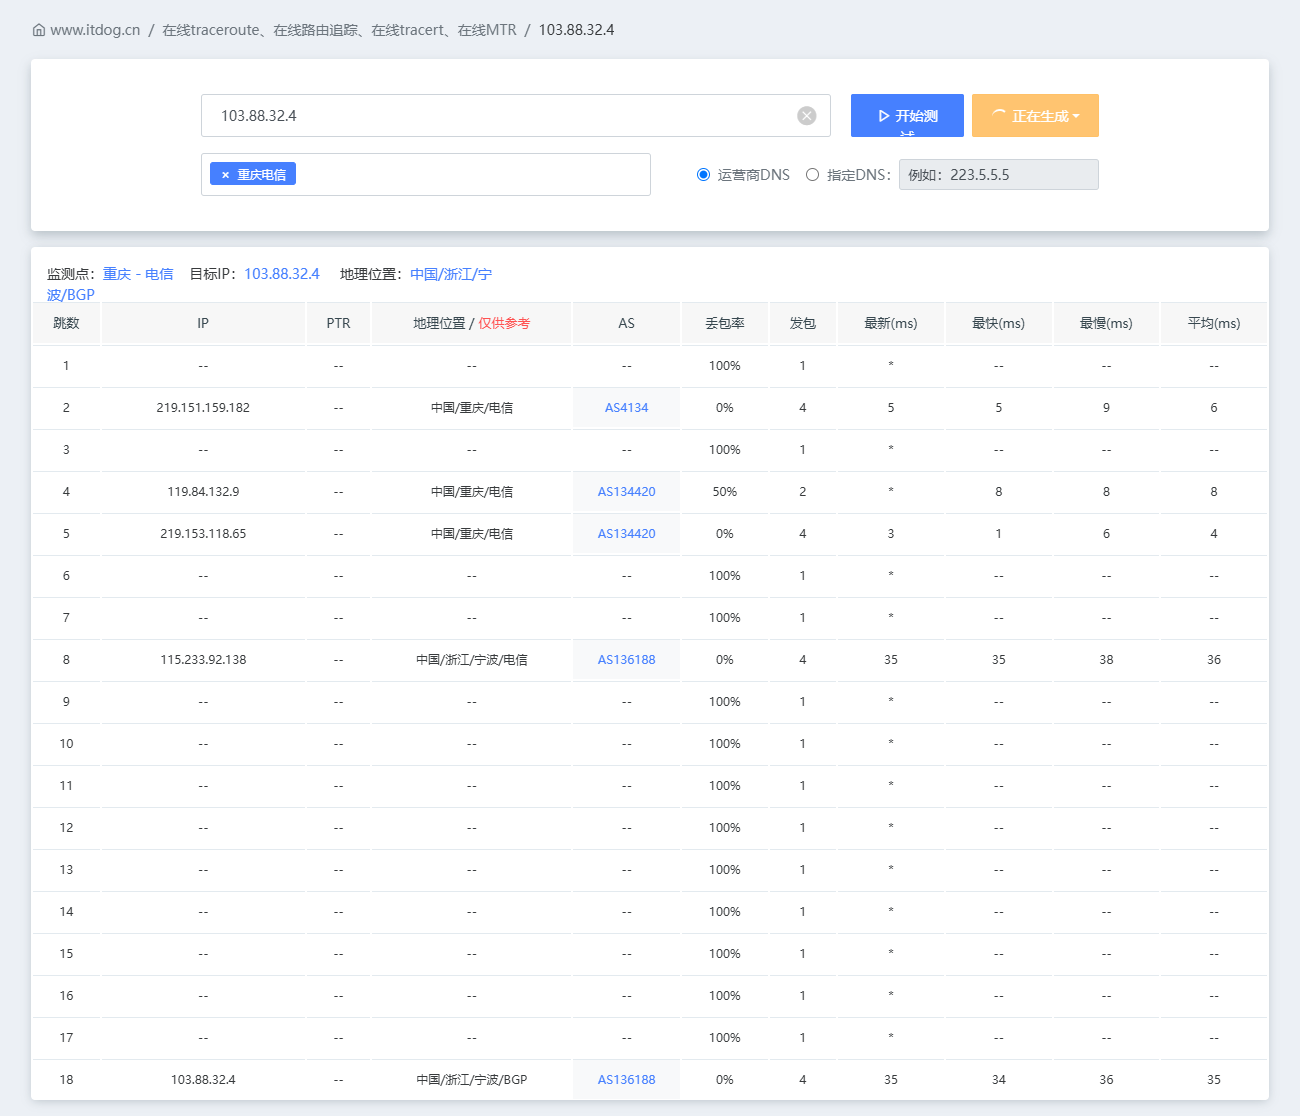 www.itdog.cn / 在线traceroute、在线路由追踪、在线tracert、在线MTR / 103.88.32.4
103.88.32.4
开始测试
正在生成
× 重庆电信
运营商DNS 指定DNS： 例如：223.5.5.5
监测点：重庆 - 电信 目标IP：103.88.32.4 地理位置：中国/浙江/宁
波/BGP
跳数 IP PTR 地理位置 / 仅供参考 AS 丢包率 发包 最新(ms) 最快(ms) 最慢(ms) 平均(ms)
1 -- -- -- -- 100% 1 * -- -- --
2 219.151.159.182 -- 中国/重庆/电信 AS4134 0% 4 5 5 9 6
3 -- -- -- -- 100% 1 * -- -- --
4 119.84.132.9 -- 中国/重庆/电信 AS134420 50% 2 * 8 8 8
5 219.153.118.65 -- 中国/重庆/电信 AS134420 0% 4 3 1 6 4
6 -- -- -- -- 100% 1 * -- -- --
7 -- -- -- -- 100% 1 * -- -- --
8 115.233.92.138 -- 中国/浙江/宁波/电信 AS136188 0% 4 35 35 38 36
9 -- -- -- -- 100% 1 * -- -- --
10 -- -- -- -- 100% 1 * -- -- --
11 -- -- -- -- 100% 1 * -- -- --
12 -- -- -- -- 100% 1 * -- -- --
13 -- -- -- -- 100% 1 * -- -- --
14 -- -- -- -- 100% 1 * -- -- --
15 -- -- -- -- 100% 1 * -- -- --
16 -- -- -- -- 100% 1 * -- -- --
17 -- -- -- -- 100% 1 * -- -- --
18 103.88.32.4 -- 中国/浙江/宁波/BGP AS136188 0% 4 35 34 36 35